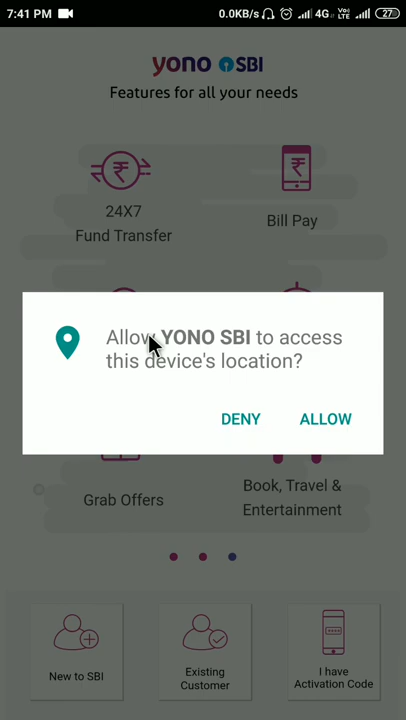 7:41 PM
0.0KB/s 4G Vo) LTE 27
yono SBI
Features for all your needs
24X7
Fund Transfer
Bill Pay
Allow YONO SBI to access
this device's location?
DENY
ALLOW
Grab Offers
Book, Travel &
Entertainment
New to SBI
Existing
Customer
I have
Activation Code